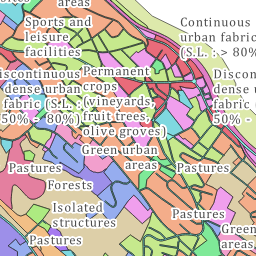 areas
Sports and
leisure
facilities
Continuous
urban fabric
(S.L. : > 80%
Discontinuous
dense urban
fabric (S.L. :
50% - 80%)
Permanent
crops
(vineyards,
fruit trees,
olive groves)
Discon
dense u
fabric (
50% -
Green urban
areas
Pastures
Pastures
Forests
Isolated
structures
Pastures
Pastures
Green
areas